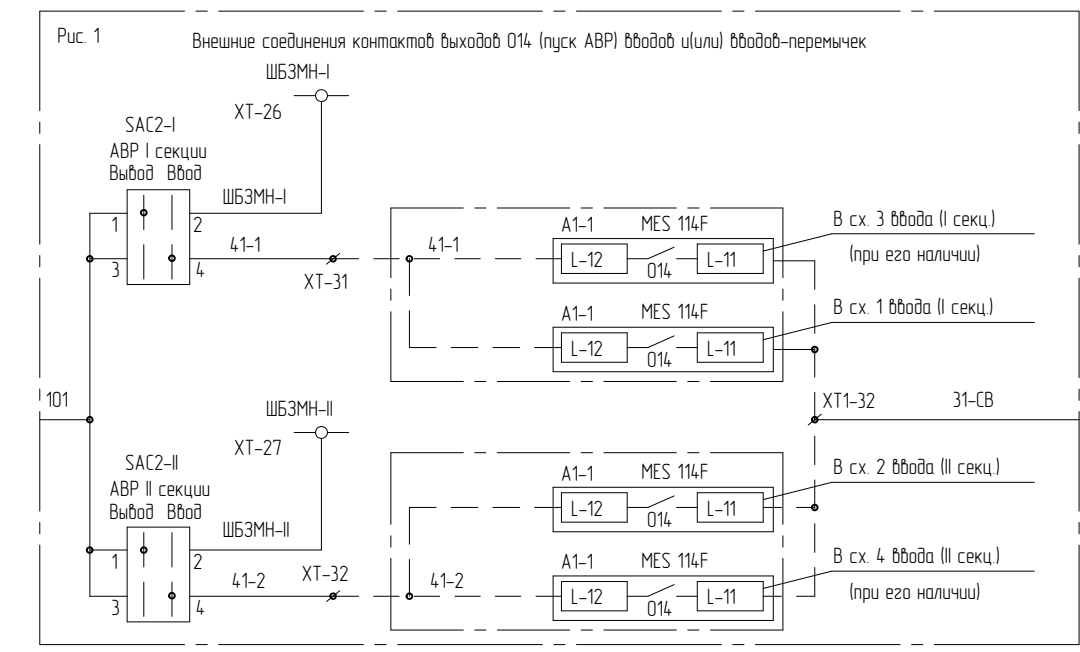 Рис. 1
Внешние соединения контактов выходов О14 (пуск АВР) вводов и(или) вводов-перемычек
ШБЗМН-I
ХТ-26
SAC2-I
АВР I секции
Вывод Ввод
ШБЗМН-I
1
2
3
4
41-1
ХТ-31
41-1
А1-1
MES 114F
L-12
О14
L-11
В сх. 3 ввода (I секц.)
(при его наличии)
А1-1
MES 114F
L-12
О14
L-11
В сх. 1 ввода (I секц.)
101
ХТ1-32
31-СВ
ШБЗМН-II
ХТ-27
SAC2-II
АВР II секции
Вывод Ввод
ШБЗМН-II
1
2
3
4
41-2
ХТ-32
41-2
А1-1
MES 114F
L-12
О14
L-11
В сх. 2 ввода (II секц.)
А1-1
MES 114F
L-12
О14
L-11
В сх. 4 ввода (II секц.)
(при его наличии)